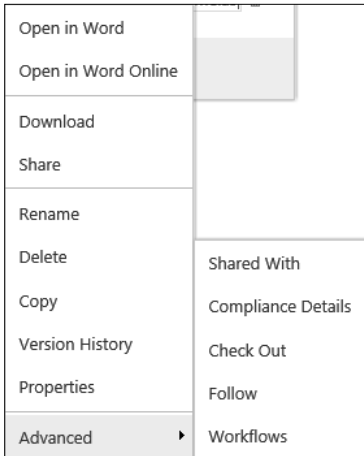 Open in Word
Open in Word Online
Download
Share
Rename
Delete
Copy
Version History
Properties
Advanced
Shared With
Compliance Details
Check Out
Follow
Workflows